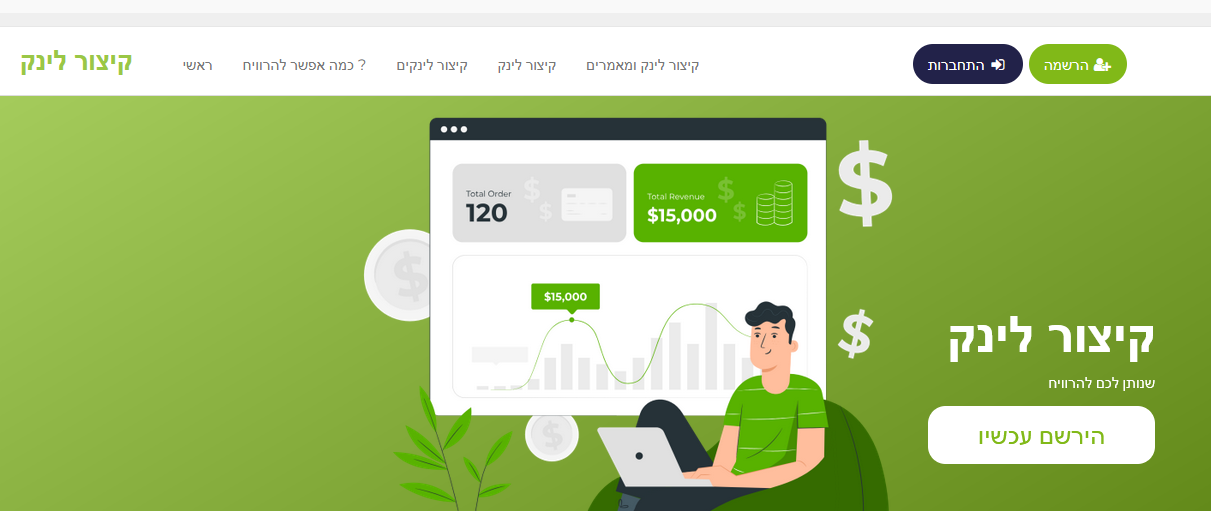 קיצור לינק
ראשי
כמה אפשר להרוויח ?
קיצור לינקים
קיצור לינק
קיצור לינק ומאמרים
התחברות
הרשמה
Total Order
120
Total Revenue
$15,000
$15,000
קיצור לינק
שנותן לכם להרוויח
הירשם עכשיו